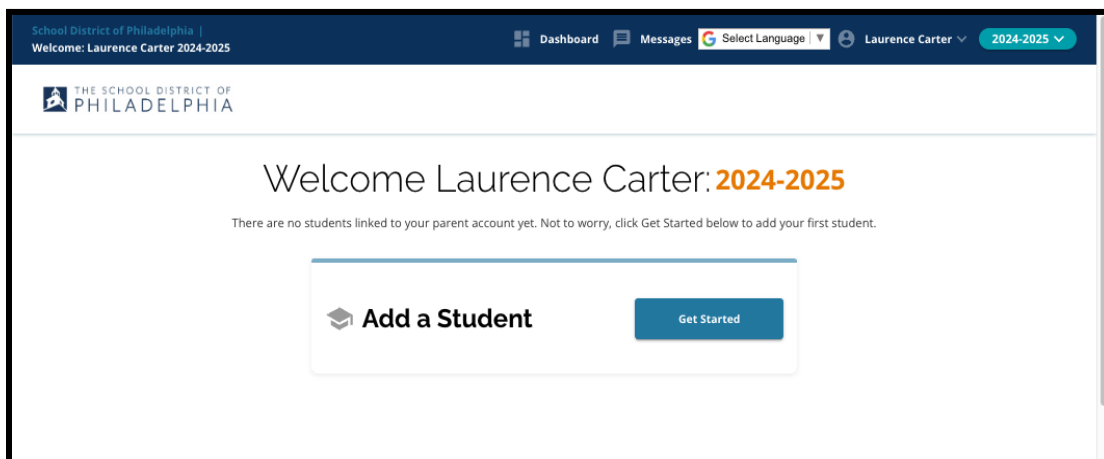 School District of Philadelphia |
Welcome: Laurence Carter 2024-2025
Dashboard Messages Select Language ▼ Laurence Carter 2024-2025
THE SCHOOL DISTRICT OF
PHILADELPHIA
Welcome Laurence Carter: 2024-2025
There are no students linked to your parent account yet. Not to worry, click Get Started below to add your first student.
Add a Student Get Started